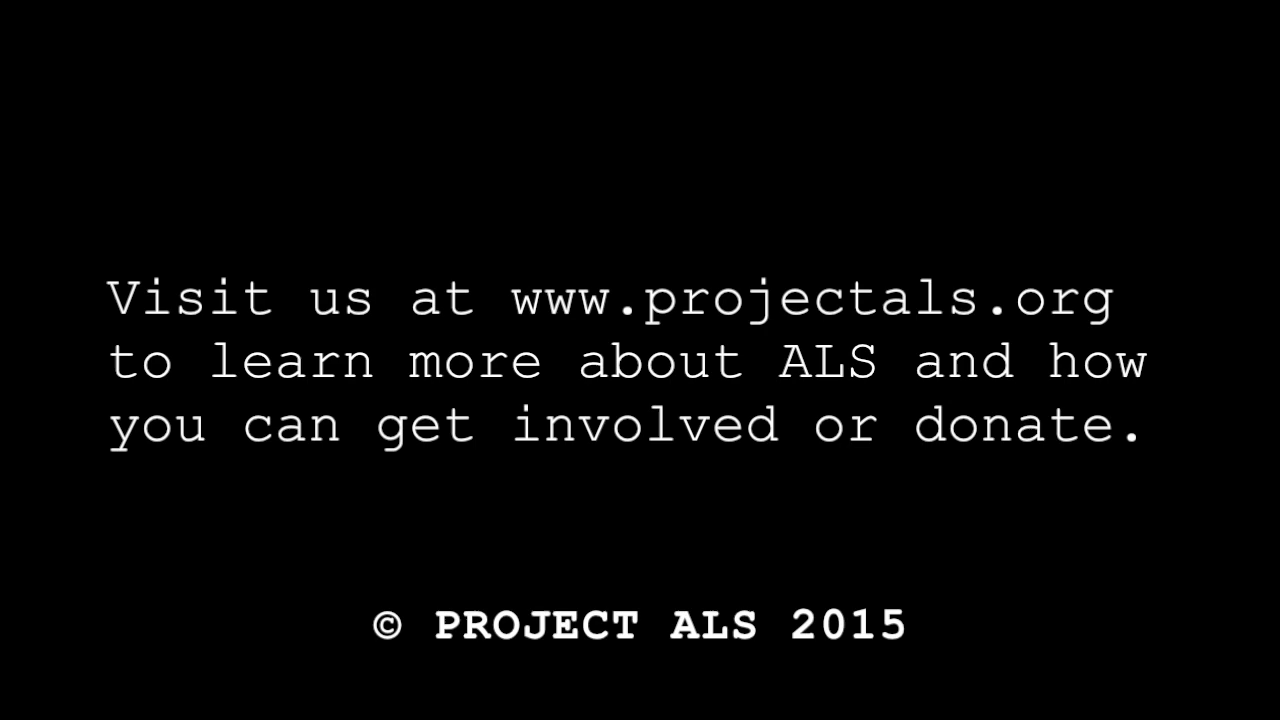 Visit us at www.projectals.org
to learn more about ALS and how
you can get involved or donate.
© PROJECT ALS 2015